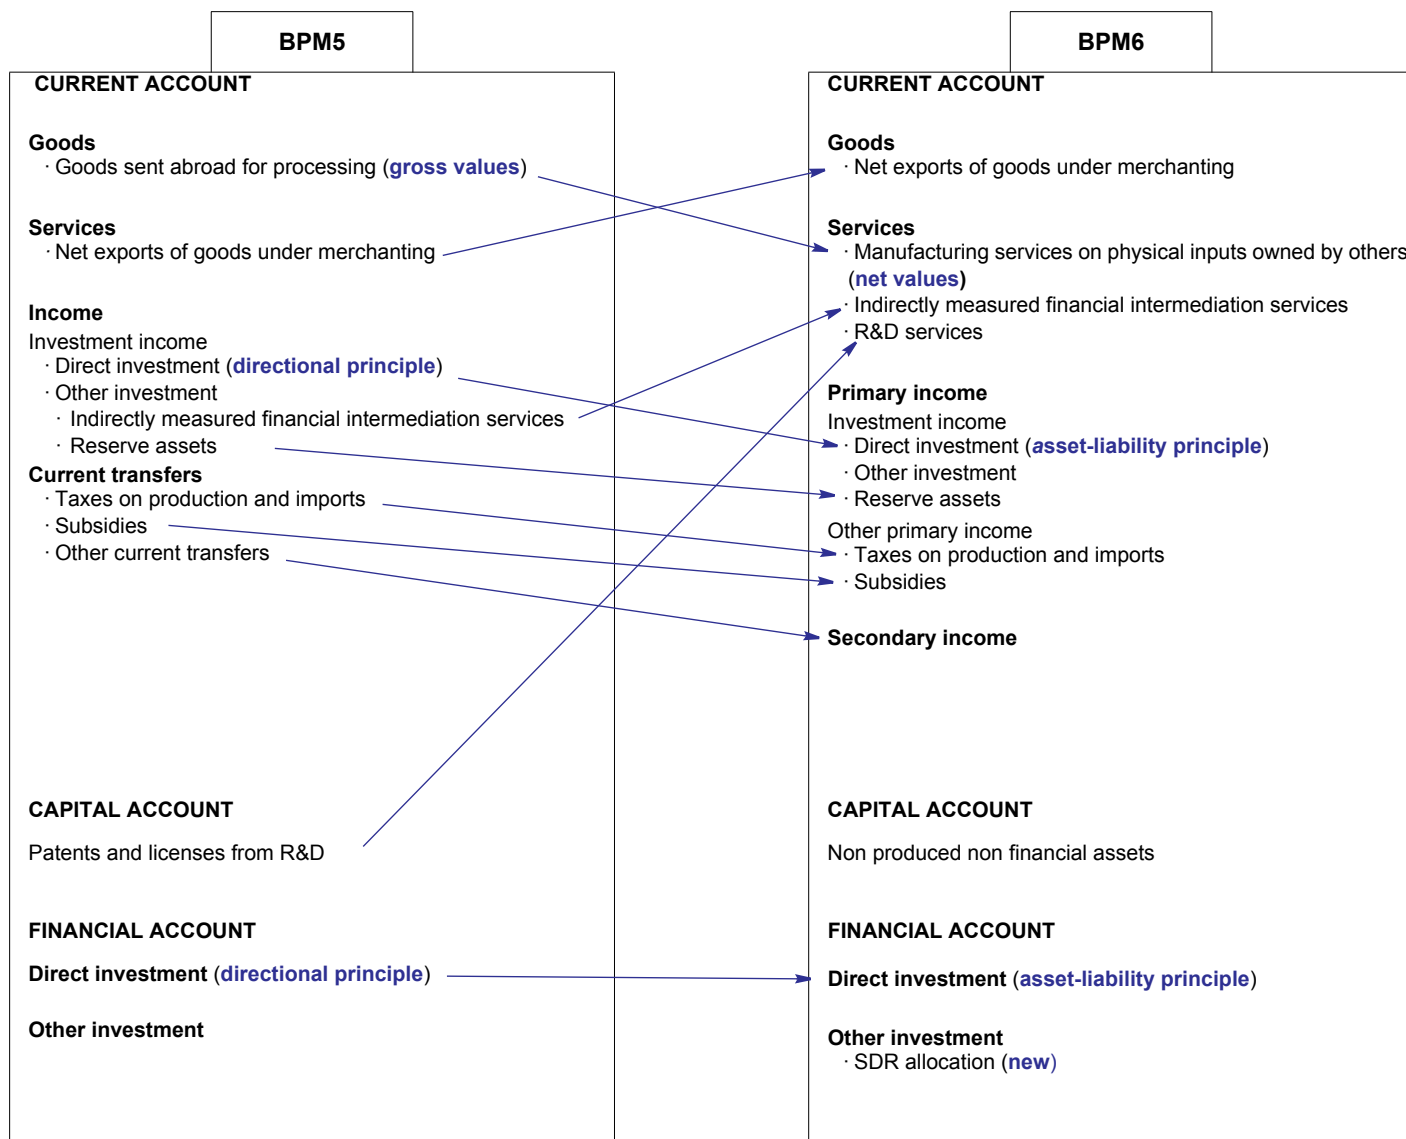 BPM5
CURRENT ACCOUNT
Goods
· Goods sent abroad for processing (gross values)
Services
· Net exports of goods under merchanting
Income
Investment income
· Direct investment (directional principle)
· Other investment
· Indirectly measured financial intermediation services
· Reserve assets
Current transfers
· Taxes on production and imports
· Subsidies
· Other current transfers
CAPITAL ACCOUNT
Patents and licenses from R&D
FINANCIAL ACCOUNT
Direct investment (directional principle)
Other investment
BPM6
CURRENT ACCOUNT
Goods
· Net exports of goods under merchanting
Services
· Manufacturing services on physical inputs owned by others
(net values)
· Indirectly measured financial intermediation services
· R&D services
Primary income
Investment income
· Direct investment (asset-liability principle)
· Other investment
· Reserve assets
Other primary income
· Taxes on production and imports
· Subsidies
Secondary income
CAPITAL ACCOUNT
Non produced non financial assets
FINANCIAL ACCOUNT
Direct investment (asset-liability principle)
Other investment
· SDR allocation (new)